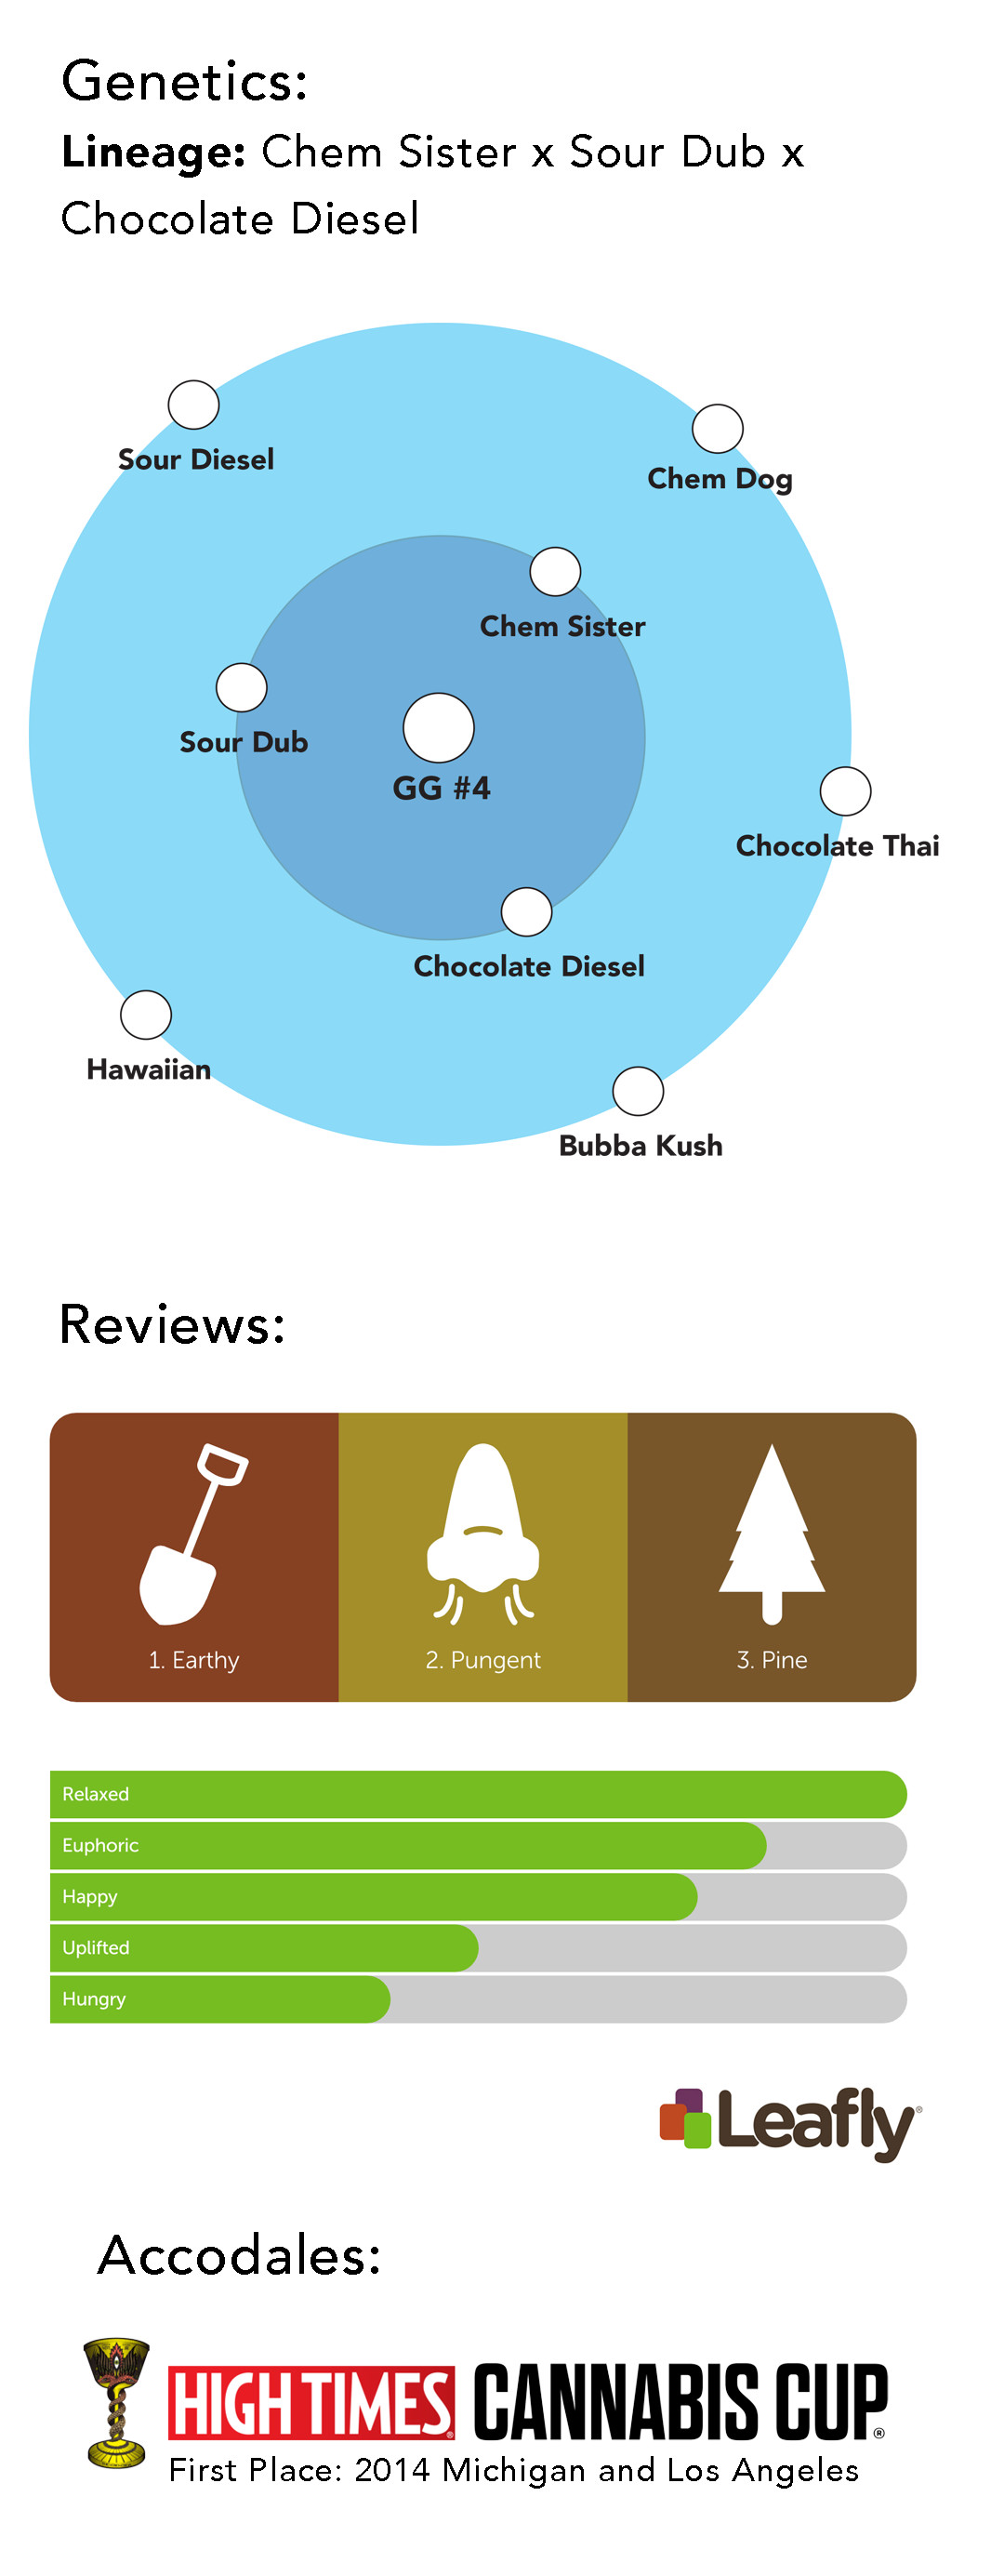 Genetics:
Lineage: Chem Sister x Sour Dub x
Chocolate Diesel
Sour Diesel
Chem Dog
Chem Sister
Sour Dub
GG #4
Chocolate Thai
Chocolate Diesel
Hawaiian
Bubba Kush
Reviews:
1. Earthy
2. Pungent
3. Pine
Relaxed
Euphoric
Happy
Uplifted
Hungry
Leafly®
Accodales:
HIGH TIMES® CANNABIS CUP®
First Place: 2014 Michigan and Los Angeles